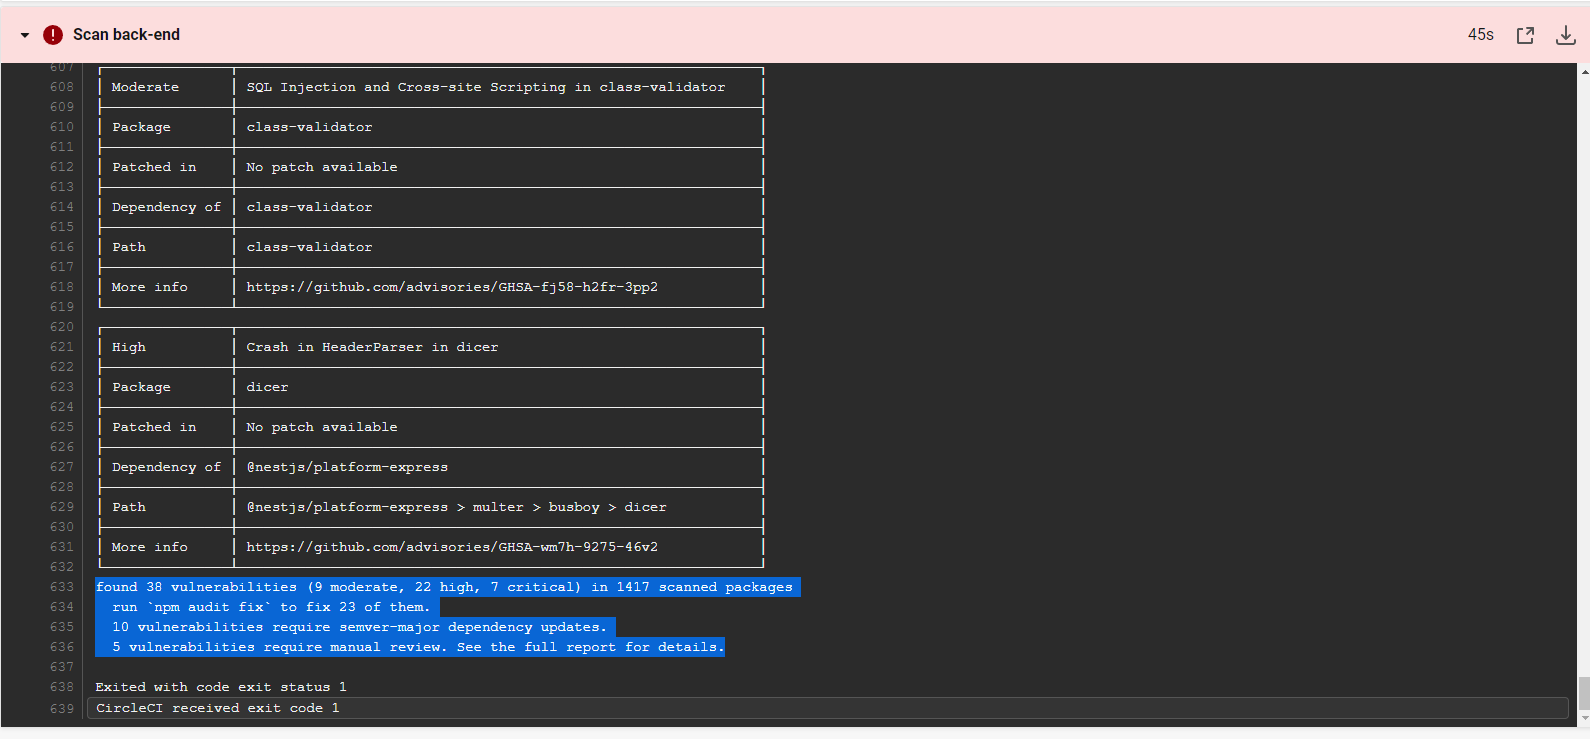 Scan back-end 45s
607
608 Moderate SQL Injection and Cross-site Scripting in class-validator
609
610 Package class-validator
611
612 Patched in No patch available
613
614 Dependency of class-validator
615
616 Path class-validator
617
618 More info https://github.com/advisories/GHSA-fj58-h2fr-3pp2
619
620
621 High Crash in HeaderParser in dicer
622
623 Package dicer
624
625 Patched in No patch available
626
627 Dependency of @nestjs/platform-express
628
629 Path @nestjs/platform-express > multer > busboy > dicer
630
631 More info https://github.com/advisories/GHSA-wm7h-9275-46v2
632
633 found 38 vulnerabilities (9 moderate, 22 high, 7 critical) in 1417 scanned packages
634 run `npm audit fix` to fix 23 of them.
635 10 vulnerabilities require semver-major dependency updates.
636 5 vulnerabilities require manual review. See the full report for details.
637
638 Exited with code exit status 1
639 CircleCI received exit code 1